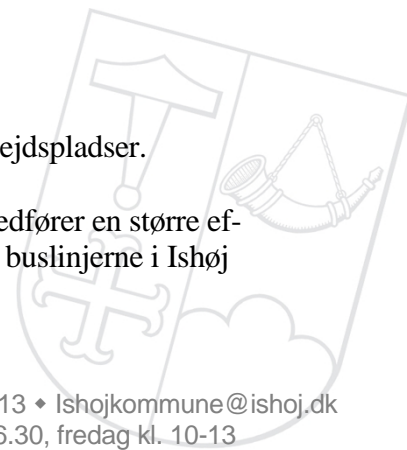 ejdspladser.
edfører en større ef-
buslinjerne i Ishøj
13 ◆ Ishojkommune@ishoj.dk
6.30, fredag kl. 10-13